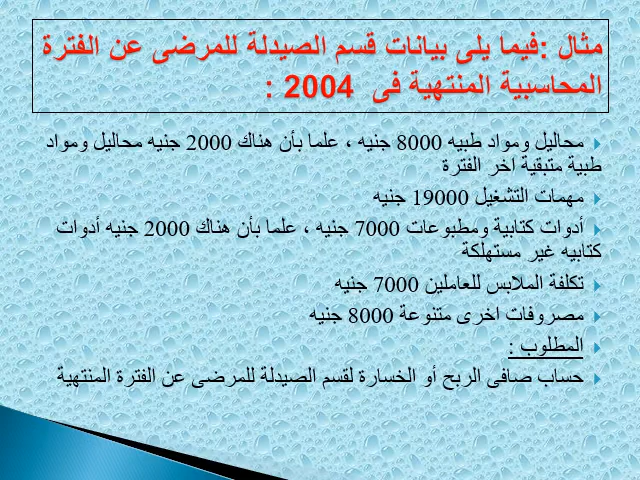 مثال :فيما يلى بيانات قسم الصيدلة للمرضى عن الفترة
المحاسبية المنتهية فى 2004 :
محاليل ومواد طبيه 8000 جنيه ، علما بأن هناك 2000 جنيه محاليل ومواد
طبية متبقية اخر الفترة
مهمات التشغيل 19000 جنيه
أدوات كتابية ومطبوعات 7000 جنيه ، علما بأن هناك 2000 جنيه أدوات
كتابيه غير مستهلكة
تكلفة الملابس للعاملين 7000 جنيه
مصروفات اخرى متنوعة 8000 جنيه
المطلوب :
حساب صافى الربح أو الخسارة لقسم الصيدلة للمرضى عن الفترة المنتهية